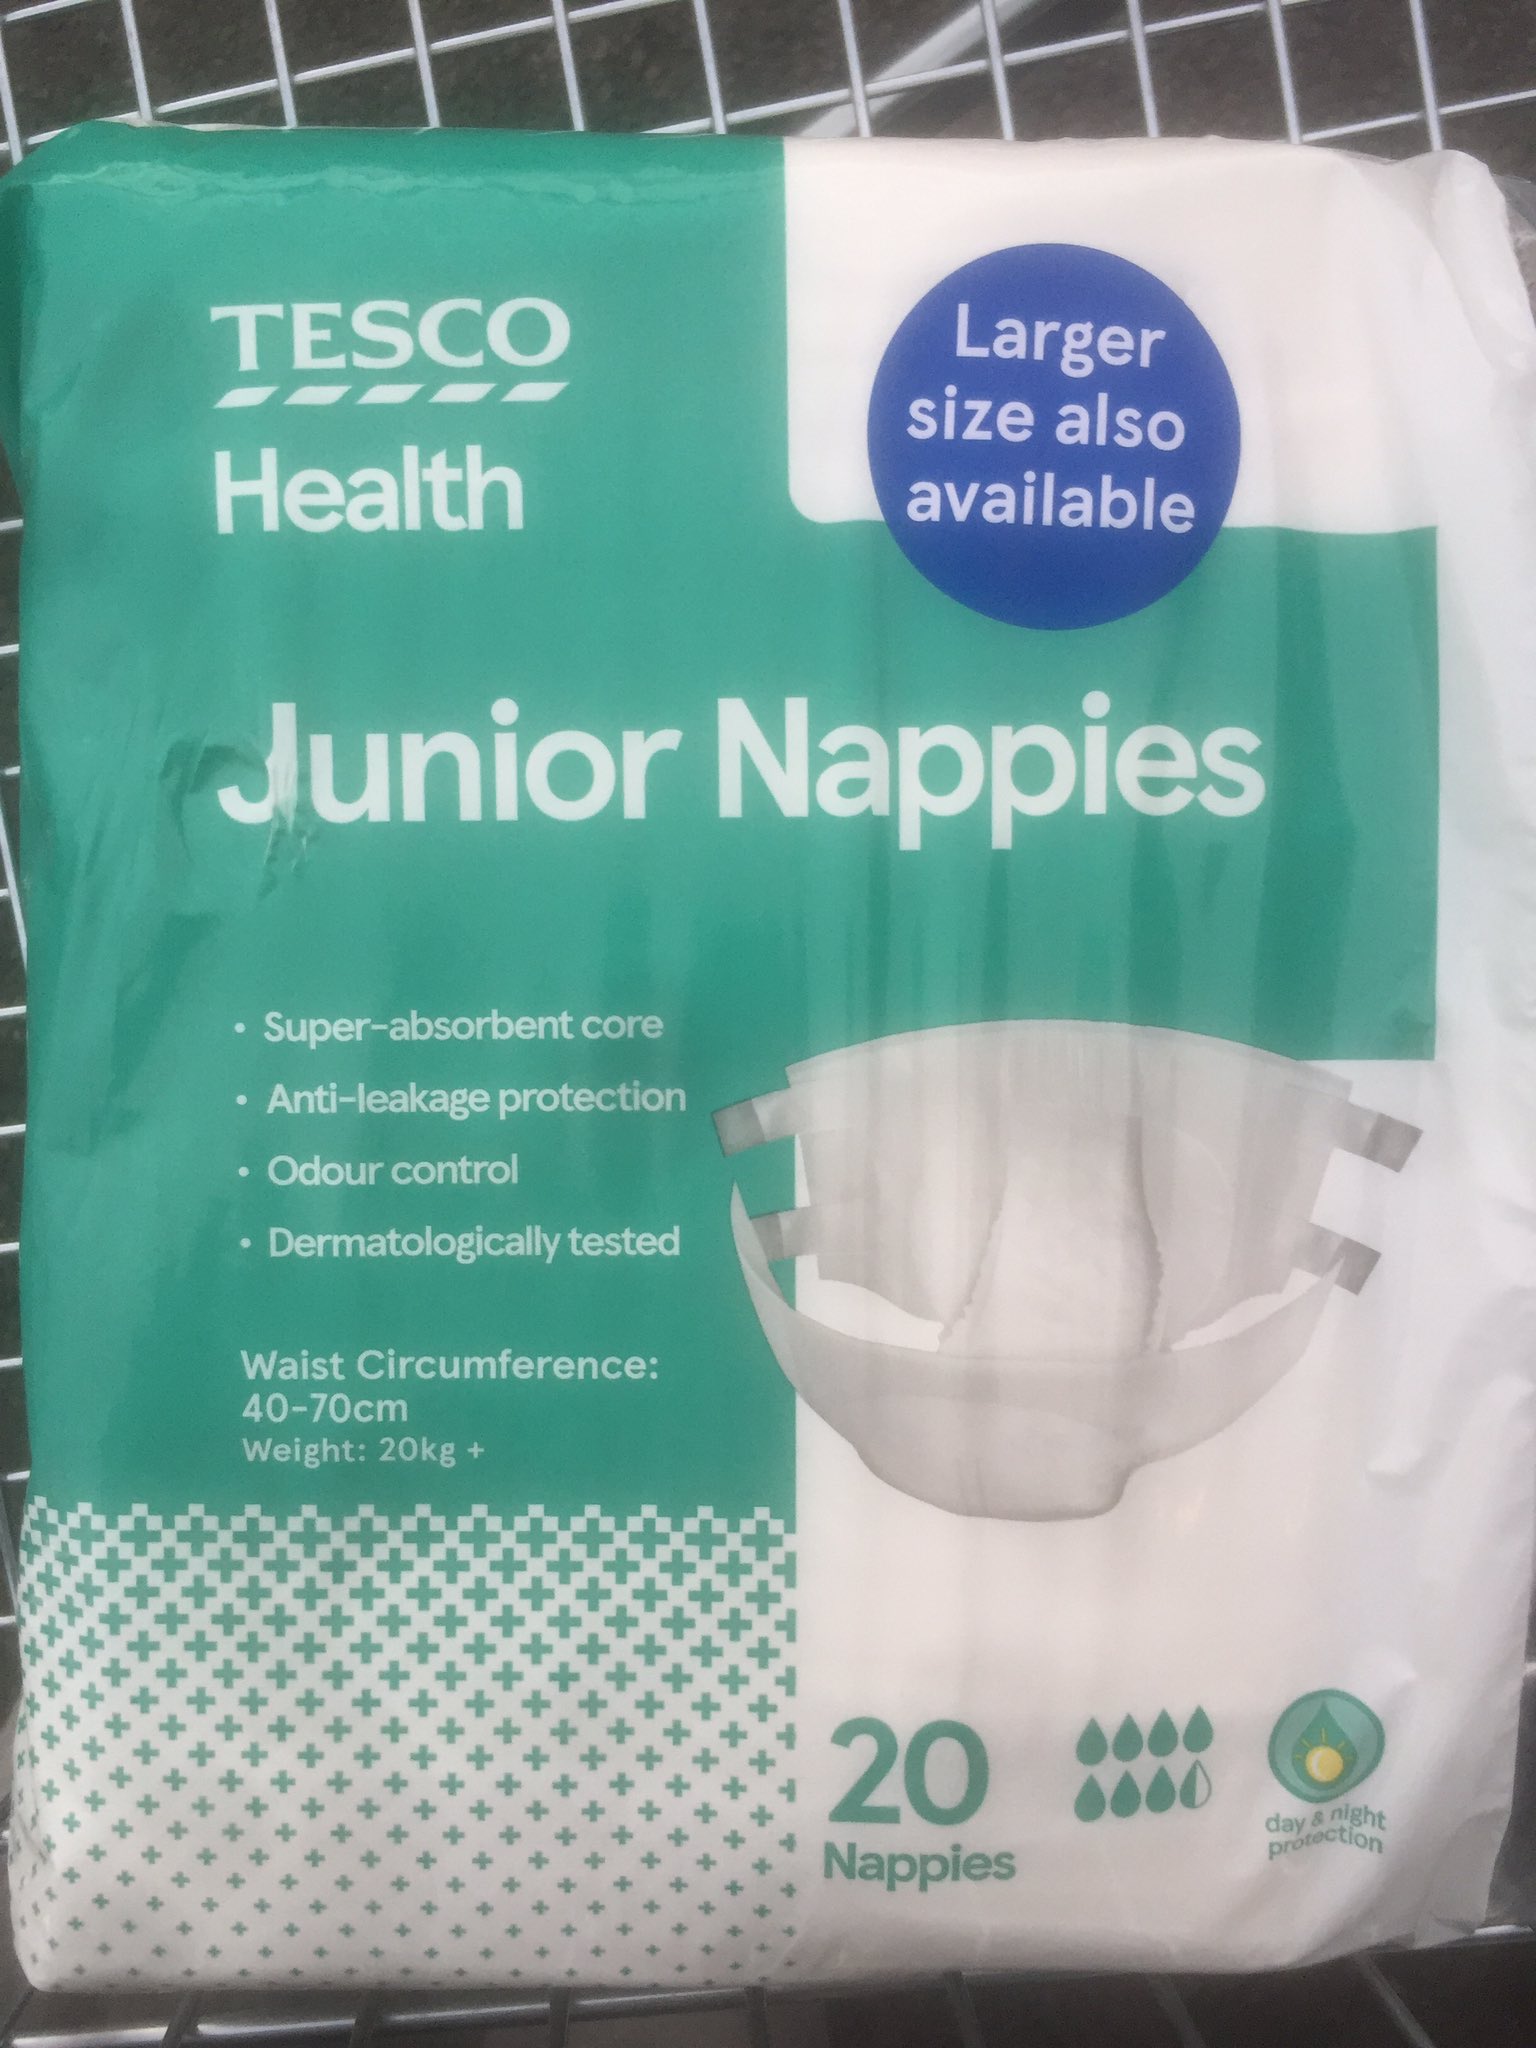 TESCO
Health
Larger
size also
available
Junior Nappies
• Super-absorbent core
• Anti-leakage protection
• Odour control
• Dermatologically tested
Waist Circumference:
40-70cm
Weight: 20kg +
20
Nappies
day & night
protection